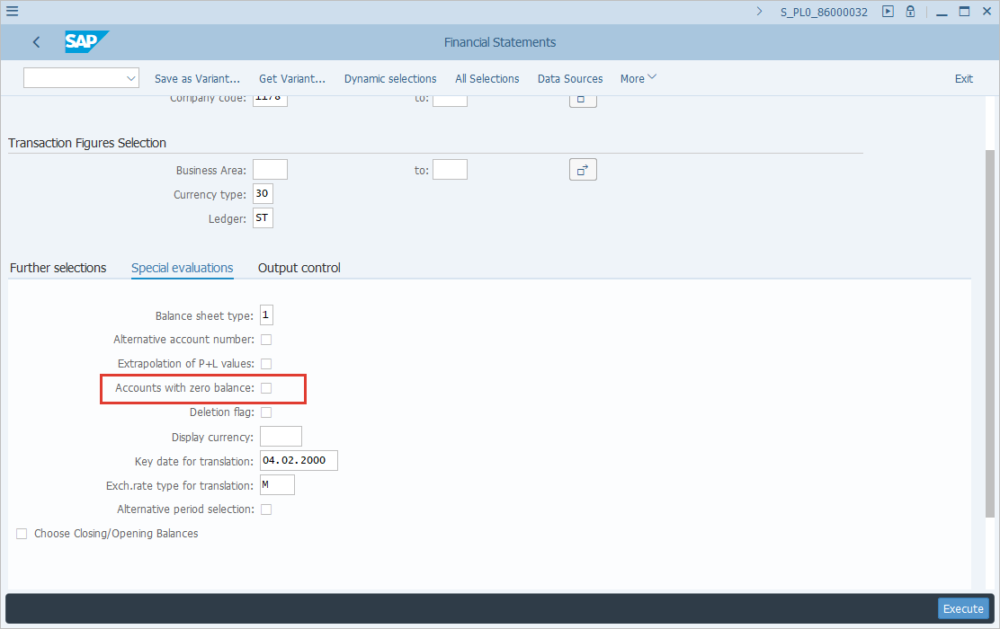 S_PL0_86000032
SAP Financial Statements
Save as Variant... Get Variant... Dynamic selections All Selections Data Sources More Exit
Company code: 1178 to:
Transaction Figures Selection
Business Area: to:
Currency type: 30
Ledger: ST
Further selections Special evaluations Output control
Balance sheet type: 1
Alternative account number:
Extrapolation of P+L values:
Accounts with zero balance:
Deletion flag:
Display currency:
Key date for translation: 04.02.2000
Exch.rate type for translation: M
Alternative period selection:
Choose Closing/Opening Balances
Execute